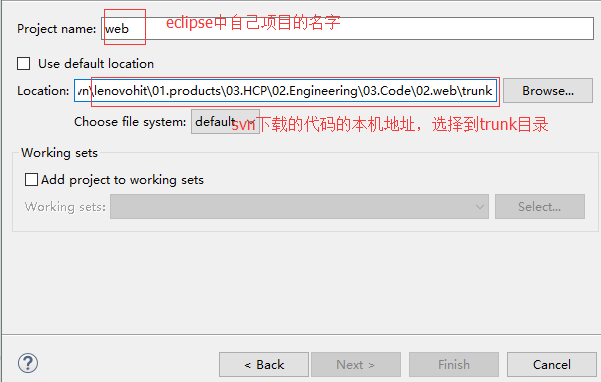 Project name: web
eclipse中自己项目的名字
Use default location
Location: vn\lenovohit\01.products\03.HCP\02.Engineering\03.Code\02.web\trunk Browse...
Choose file system: default
svn下载的代码的本机地址，选择到trunk目录
Working sets
Add project to working sets
Working sets: Select...
? < Back Next > Finish Cancel